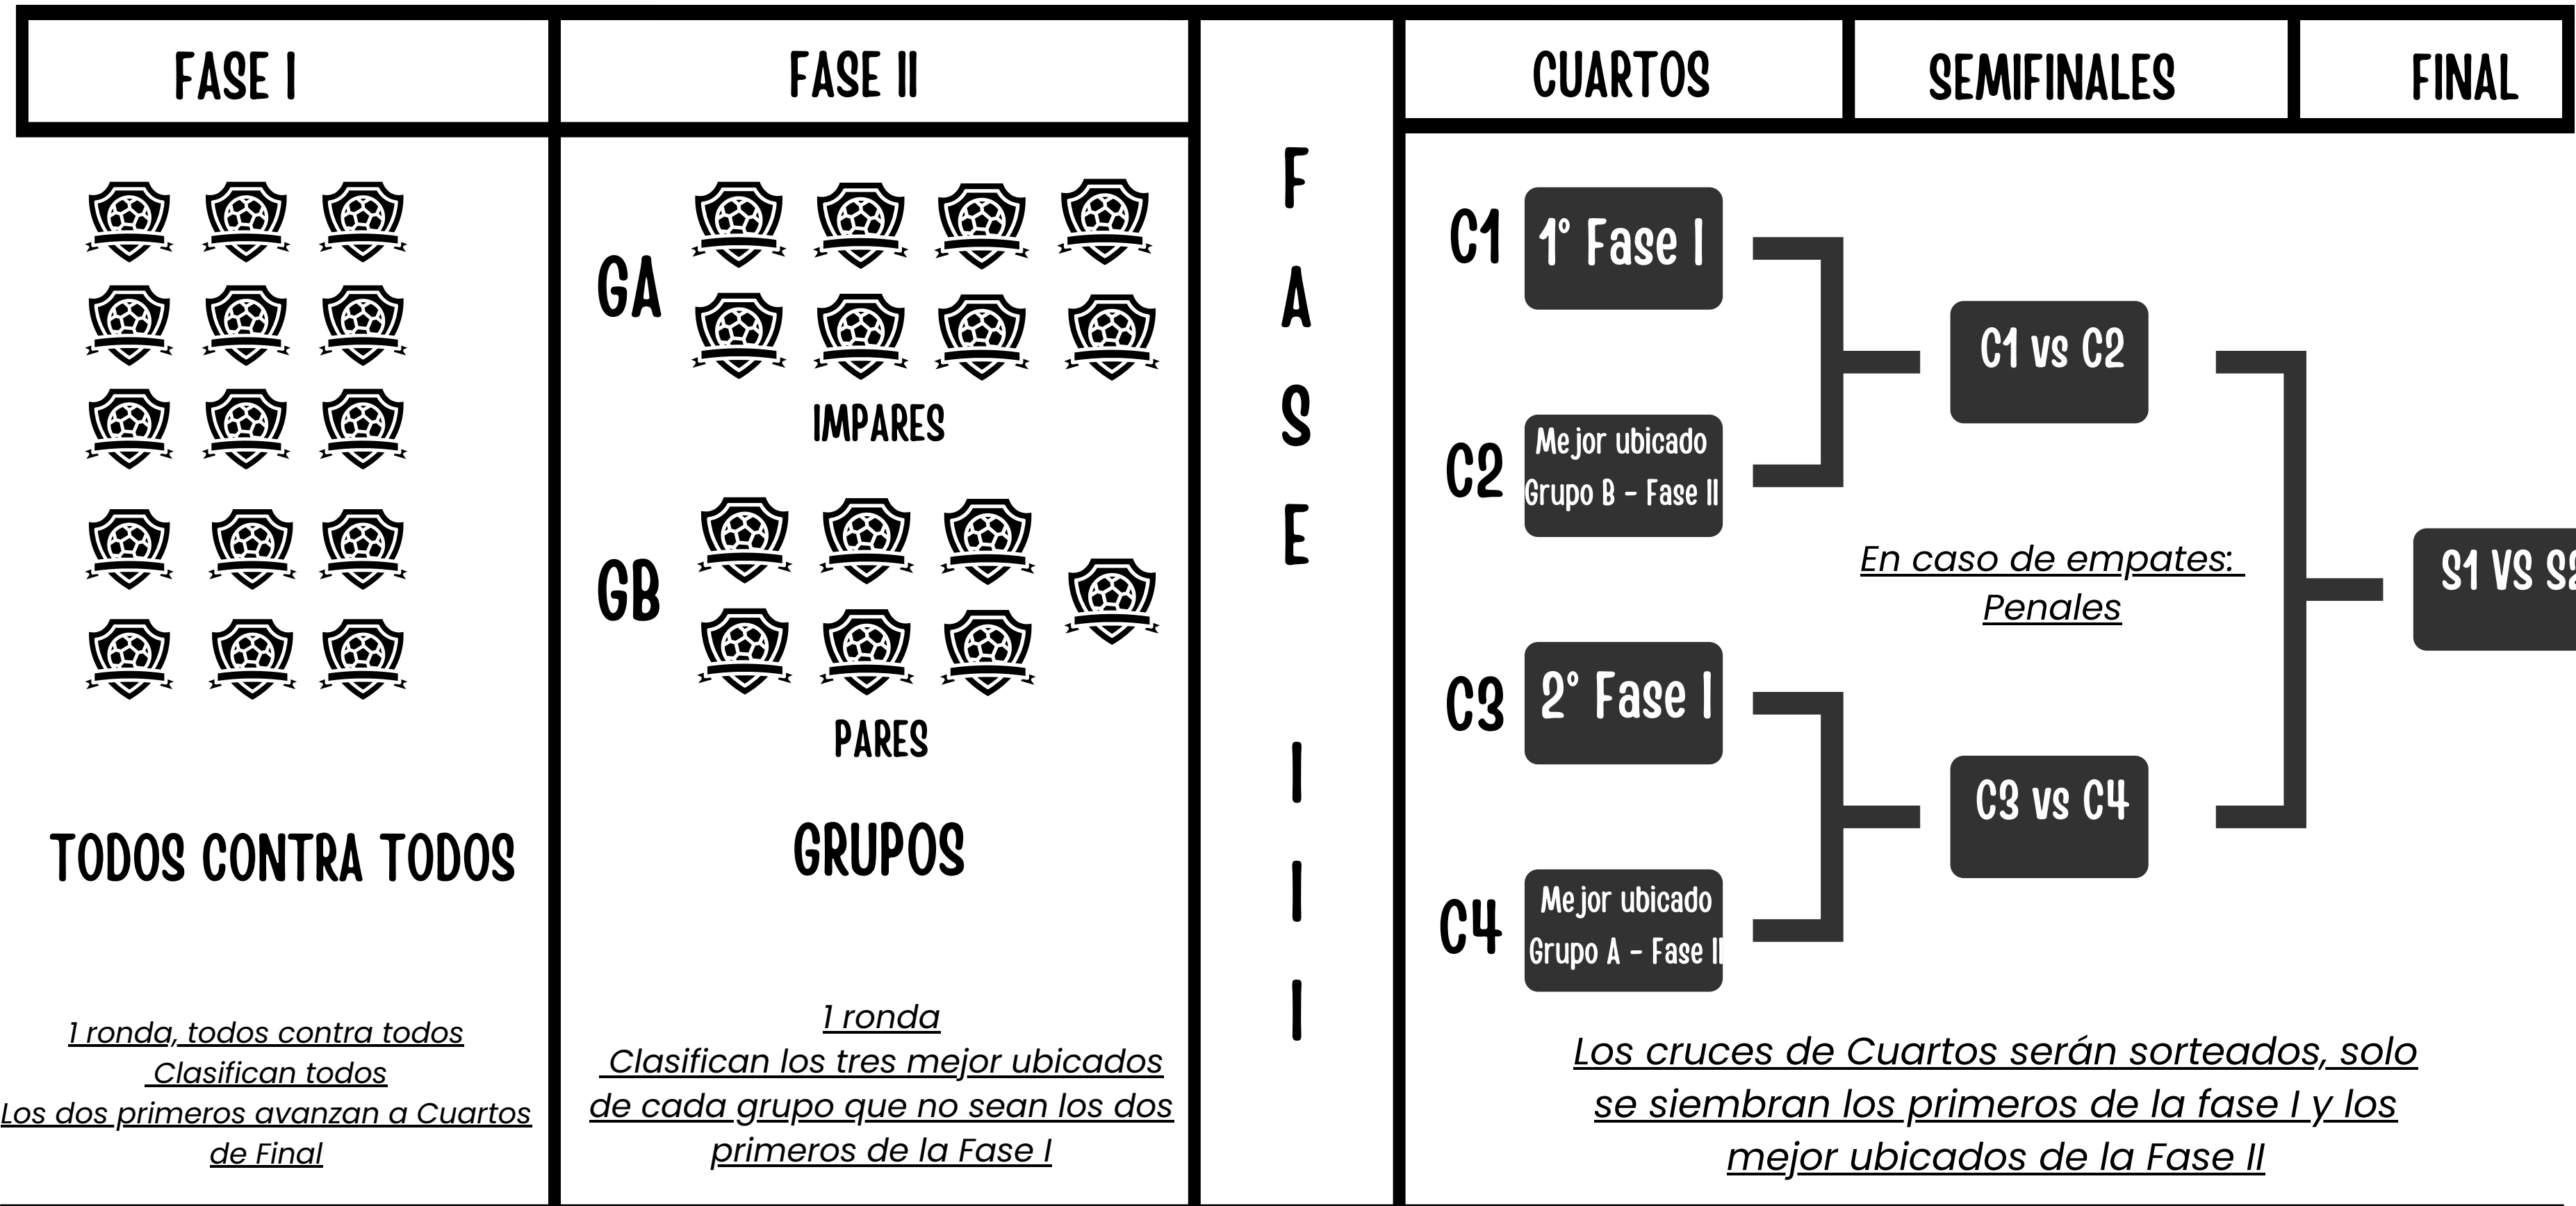 FASE I
FASE II
CUARTOS
SEMIFINALES
FINAL
GA
IMPARES
GB
PARES
TODOS CONTRA TODOS
GRUPOS
1 ronda, todos contra todos
Clasifican todos
Los dos primeros avanzan a Cuartos
de Final
1 ronda
Clasifican los tres mejor ubicados
de cada grupo que no sean los dos
primeros de la Fase I
F
A
S
E
I
I
I
C1
1° Fase I
C2
Mejor ubicado
Grupo B - Fase II
C3
2° Fase I
C4
Mejor ubicado
Grupo A - Fase II
C1 vs C2
En caso de empates:
Penales
C3 vs C4
S1 VS S2
Los cruces de Cuartos serán sorteados, solo
se siembran los primeros de la fase I y los
mejor ubicados de la Fase II